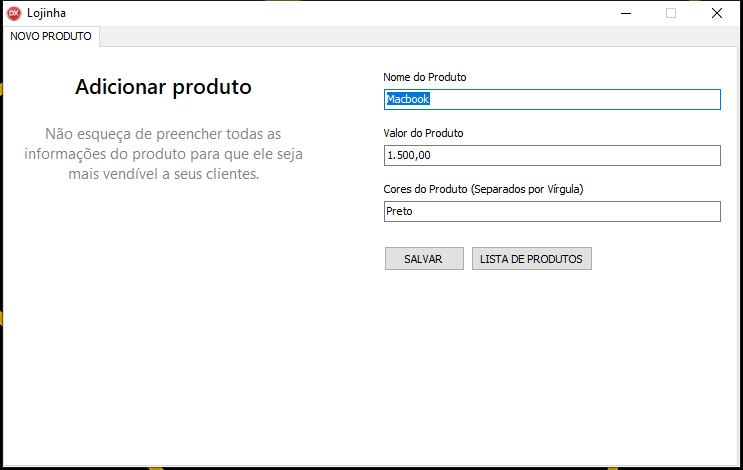 DX Lojinha
NOVO PRODUTO
Adicionar produto
Não esqueça de preencher todas as
informações do produto para que ele seja
mais vendível a seus clientes.
Nome do Produto
Macbook
Valor do Produto
1.500,00
Cores do Produto (Separados por Vírgula)
Preto
SALVAR LISTA DE PRODUTOS